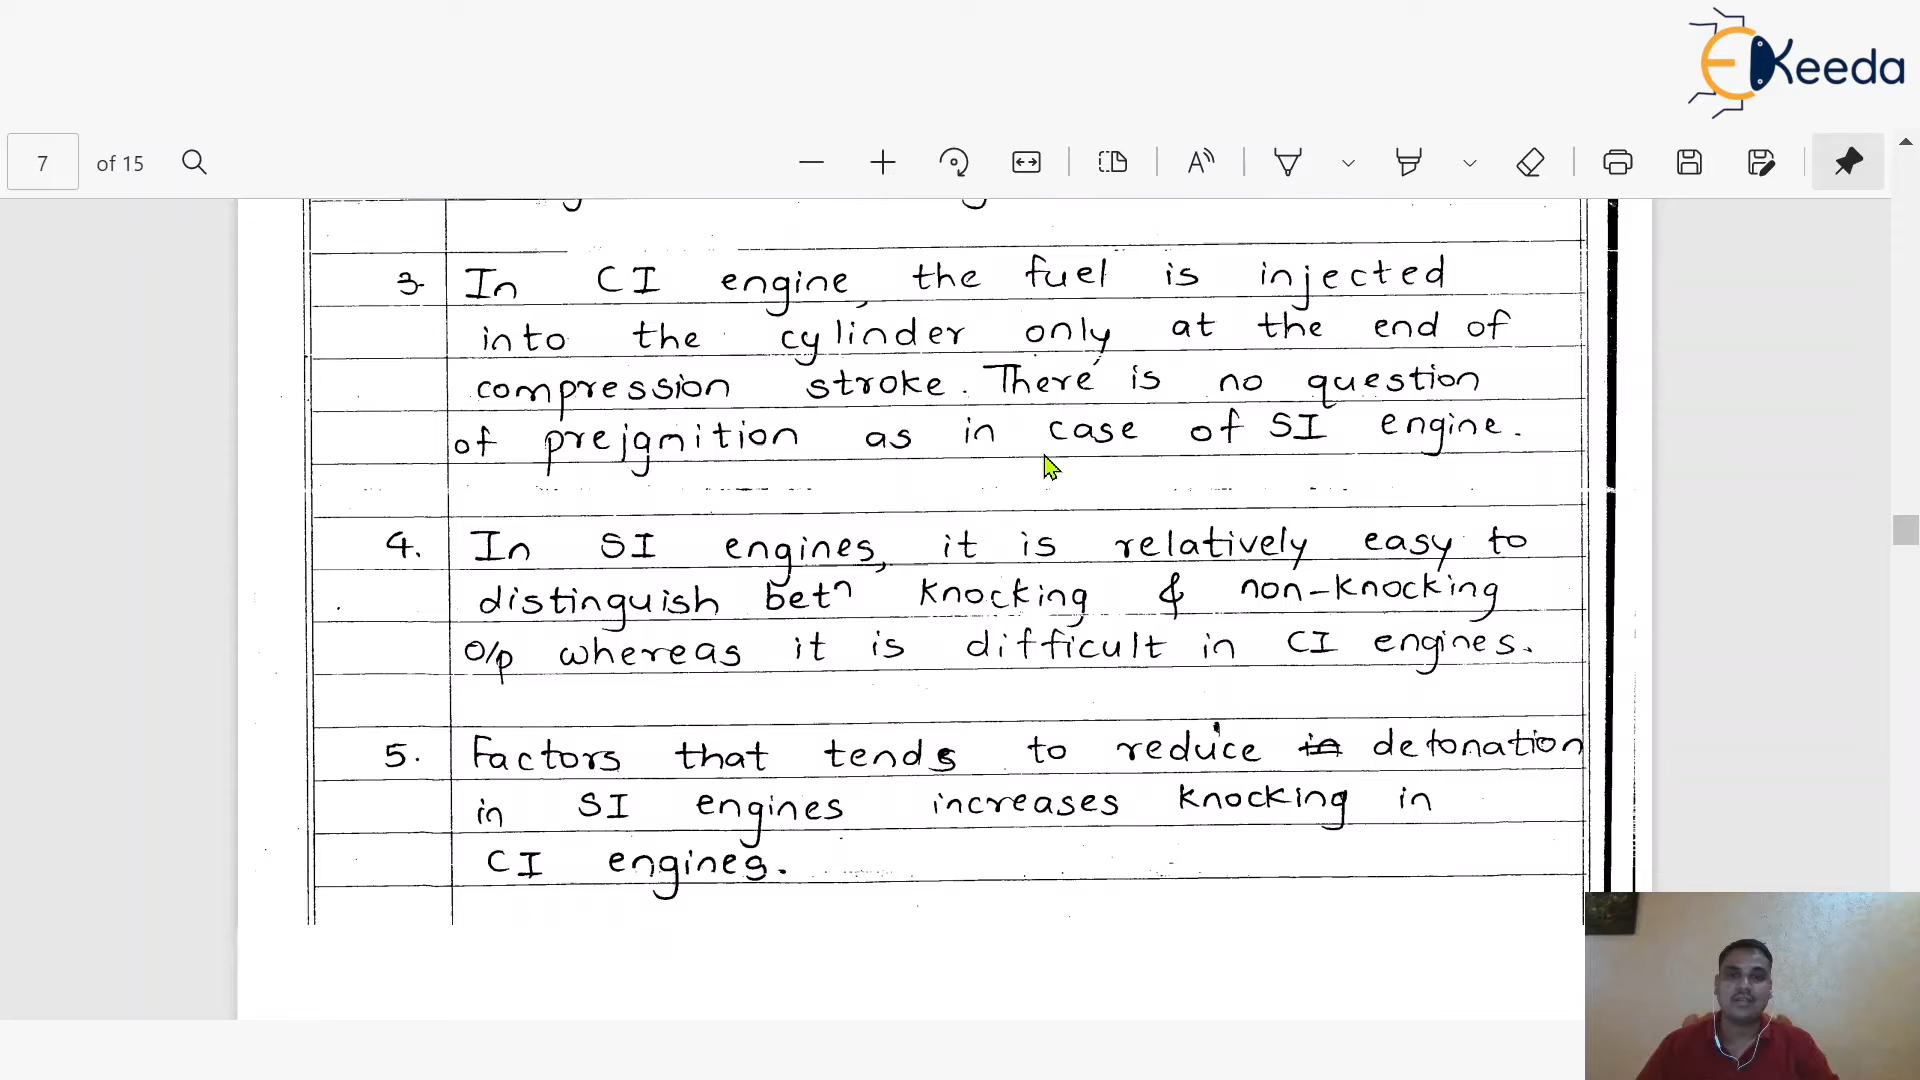 EKeeda
7 of 15
3. In CI engine, the fuel is injected
into the cylinder only at the end of
compression stroke. There is no question
of preignition as in case of SI engine.
4. In SI engines, it is relatively easy to
distinguish betn knocking & non-knocking
o/p whereas it is difficult in CI engines.
5. Factors that tends to reduce in detonation
in SI engines increases knocking in
CI engines.